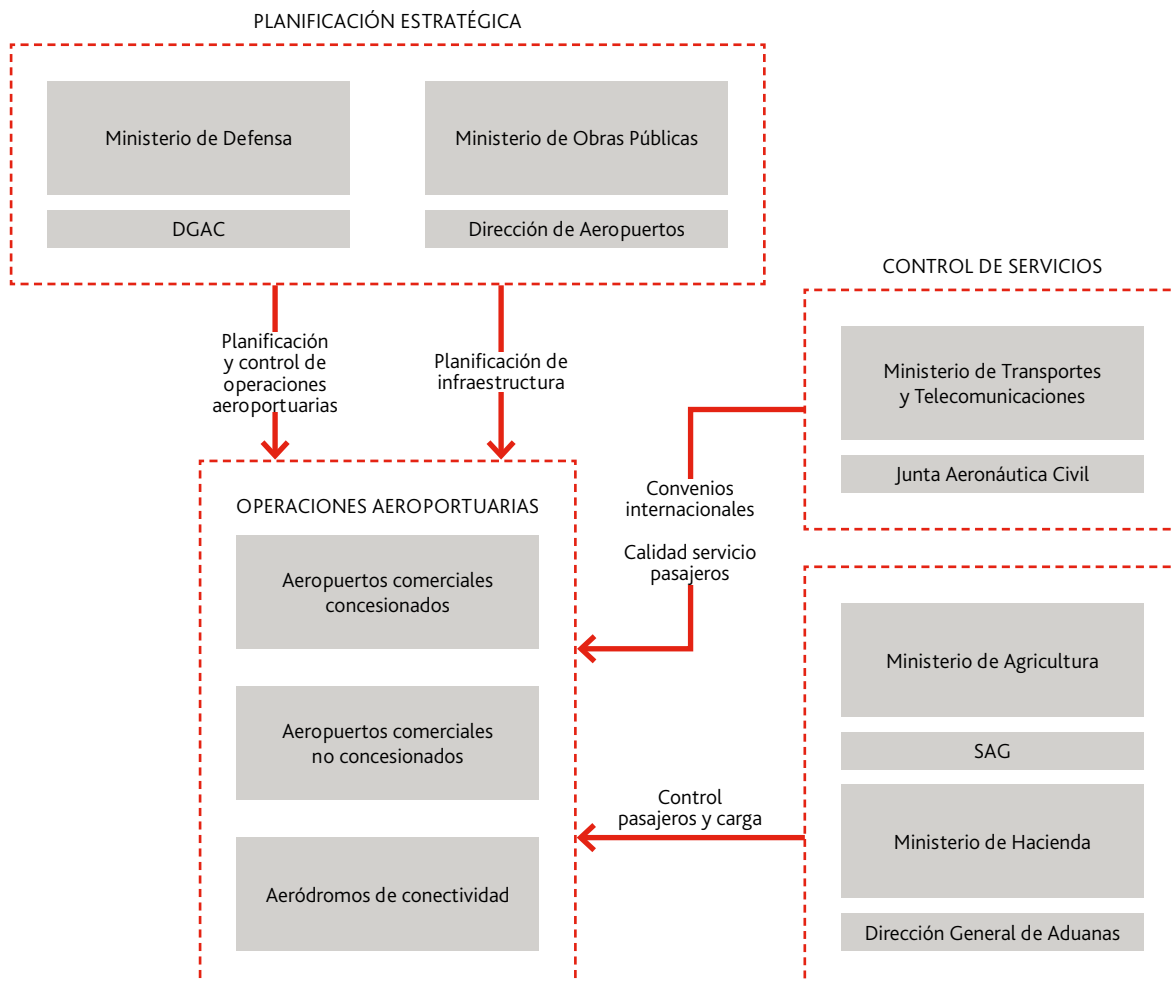 PLANIFICACIÓN ESTRATÉGICA
Ministerio de Defensa
Ministerio de Obras Públicas
DGAC
Dirección de Aeropuertos
Planificación
y control de
operaciones
aeroportuarias
Planificación de
infraestructura
CONTROL DE SERVICIOS
Ministerio de Transportes
y Telecomunicaciones
Junta Aeronáutica Civil
Convenios
internacionales
Calidad servicio
pasajeros
OPERACIONES AEROPORTUARIAS
Aeropuertos comerciales
concesionados
Aeropuertos comerciales
no concesionados
Aeródromos de conectividad
Control
pasajeros y carga
Ministerio de Agricultura
SAG
Ministerio de Hacienda
Dirección General de Aduanas